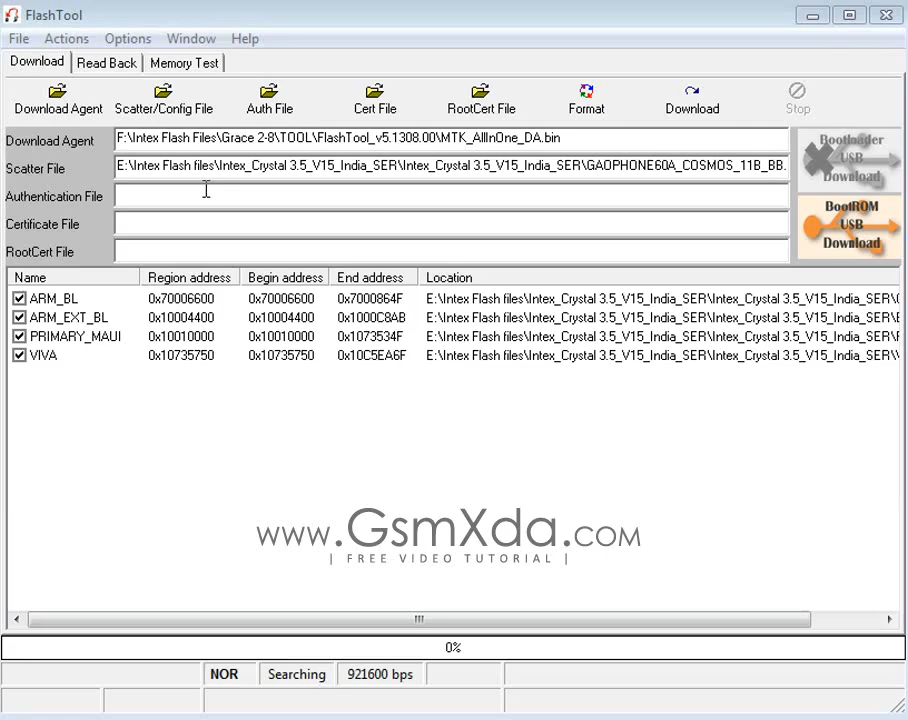 FlashTool
File Actions Options Window Help
Download Read Back Memory Test
Download Agent Scatter/Config File Auth File Cert File RootCert File Format Download Stop
Download Agent F:\Intex Flash Files\Grace 2-8\TOOL\FlashTool_v5.1308.00\MTK_AllInOne_DA.bin
Scatter File E:\Intex Flash files\Intex_Crystal 3.5_V15_India_SER\Intex_Crystal 3.5_V15_India_SER\GAOPHONE60A_COSMOS_11B_BB.
Authentication File
Certificate File
RootCert File
Bootloader
USB
Download
BootROM
USB
Download
Name Region address Begin address End address Location
ARM_BL 0x70006600 0x70006600 0x7000864F E:\Intex Flash files\Intex_Crystal 3.5_V15_India_SER\Intex_Crystal 3.5_V15_India_SER\
ARM_EXT_BL 0x10004400 0x10004400 0x1000C8AB E:\Intex Flash files\Intex_Crystal 3.5_V15_India_SER\Intex_Crystal 3.5_V15_India_SER\
PRIMARY_MAUI 0x10010000 0x10010000 0x1073534F E:\Intex Flash files\Intex_Crystal 3.5_V15_India_SER\Intex_Crystal 3.5_V15_India_SER\
VIVA 0x10735750 0x10735750 0x10C5EA6F E:\Intex Flash files\Intex_Crystal 3.5_V15_India_SER\Intex_Crystal 3.5_V15_India_SER\
www.GsmXda.com
| FREE VIDEO TUTORIAL |
0%
NOR Searching 921600 bps